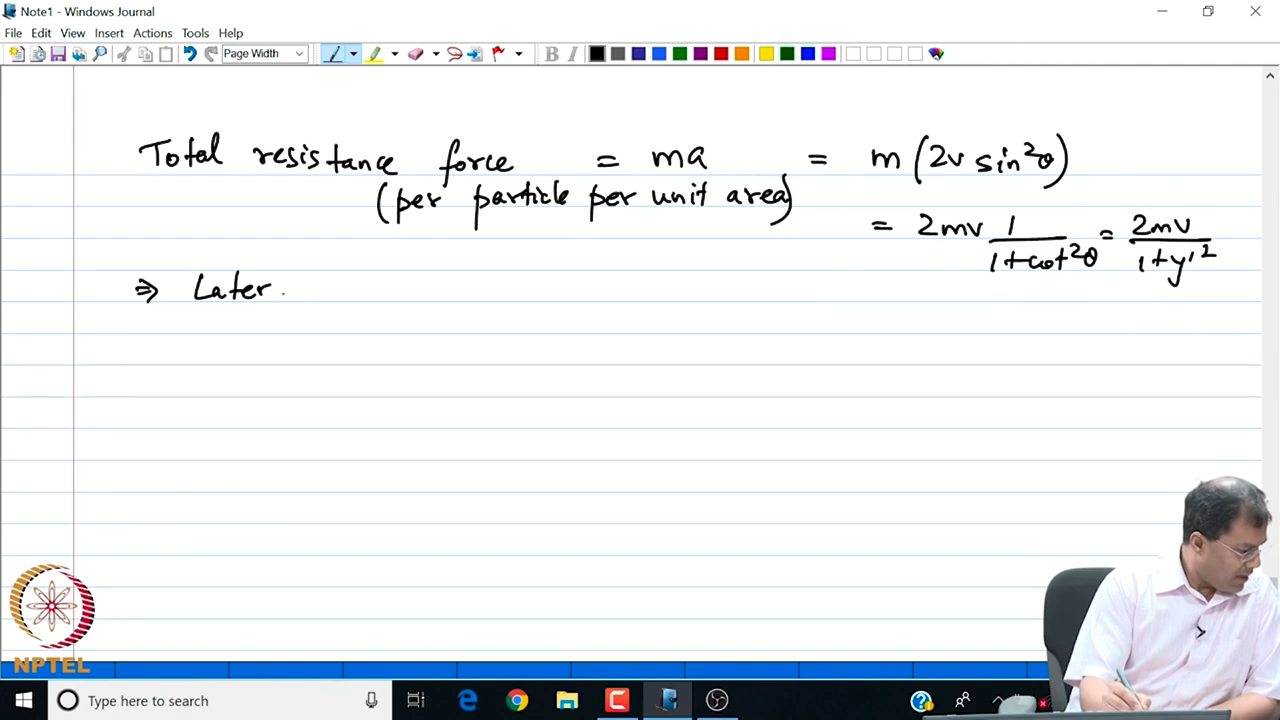 Note1 - Windows Journal
File Edit View Insert Actions Tools Help
Page Width
B I
Total resistance force = ma = m (2v sin²θ)
(per particle per unit area)
= 2mv 1/(1+cot²θ) = 2mv/(1+y'²)
⇒ Later
NPTEL
Type here to search